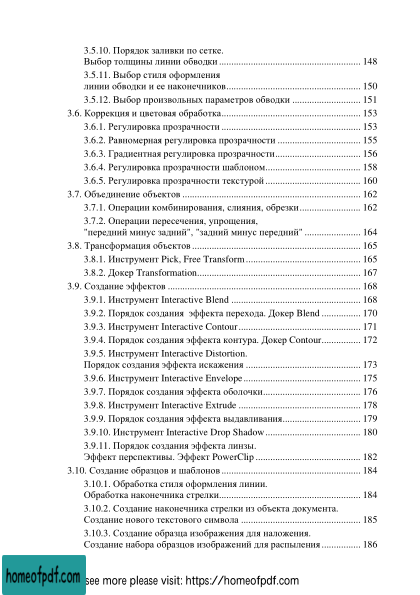 3.5.10. Порядок заливки по сетке.
Выбор толщины линии обводки ........ 148
3.5.11. Выбор стиля оформления
линии обводки и ее наконечников........ 150
3.5.12. Выбор произвольных параметров обводки ........ 151
3.6. Коррекция и цветовая обработка........ 153
3.6.1. Регулировка прозрачности ........ 153
3.6.2. Равномерная регулировка прозрачности ........ 155
3.6.3. Градиентная регулировка прозрачности........ 156
3.6.4. Регулировка прозрачности шаблоном........ 158
3.6.5. Регулировка прозрачности текстурой ........ 160
3.7. Объединение объектов ........ 162
3.7.1. Операции комбинирования, слияния, обрезки........ 162
3.7.2. Операции пересечения, упрощения,
"передний минус задний", "задний минус передний" ........ 164
3.8. Трансформация объектов ........ 165
3.8.1. Инструмент Pick, Free Transform ........ 165
3.8.2. Докер Transformation........ 167
3.9. Создание эффектов ........ 168
3.9.1. Инструмент Interactive Blend ........ 168
3.9.2. Порядок создания эффекта перехода. Докер Blend ........ 170
3.9.3. Инструмент Interactive Contour........ 171
3.9.4. Порядок создания эффекта контура. Докер Contour........ 172
3.9.5. Инструмент Interactive Distortion.
Порядок создания эффекта искажения ........ 173
3.9.6. Инструмент Interactive Envelope........ 175
3.9.7. Порядок создания эффекта оболочки........ 176
3.9.8. Инструмент Interactive Extrude ........ 178
3.9.9. Порядок создания эффекта выдавливания........ 179
3.9.10. Инструмент Interactive Drop Shadow........ 180
3.9.11. Порядок создания эффекта линзы.
Эффект перспективы. Эффект PowerClip ........ 182
3.10. Создание образцов и шаблонов ........ 184
3.10.1. Обработка стиля оформления линии.
Обработка наконечника стрелки........ 184
3.10.2. Создание наконечника стрелки из объекта документа.
Создание нового текстового символа ........ 185
3.10.3. Создание образца изображения для наложения.
Создание набора образцов изображений для распыления ........ 186
homeofpdf.com
see more please visit: https://homeofpdf.com